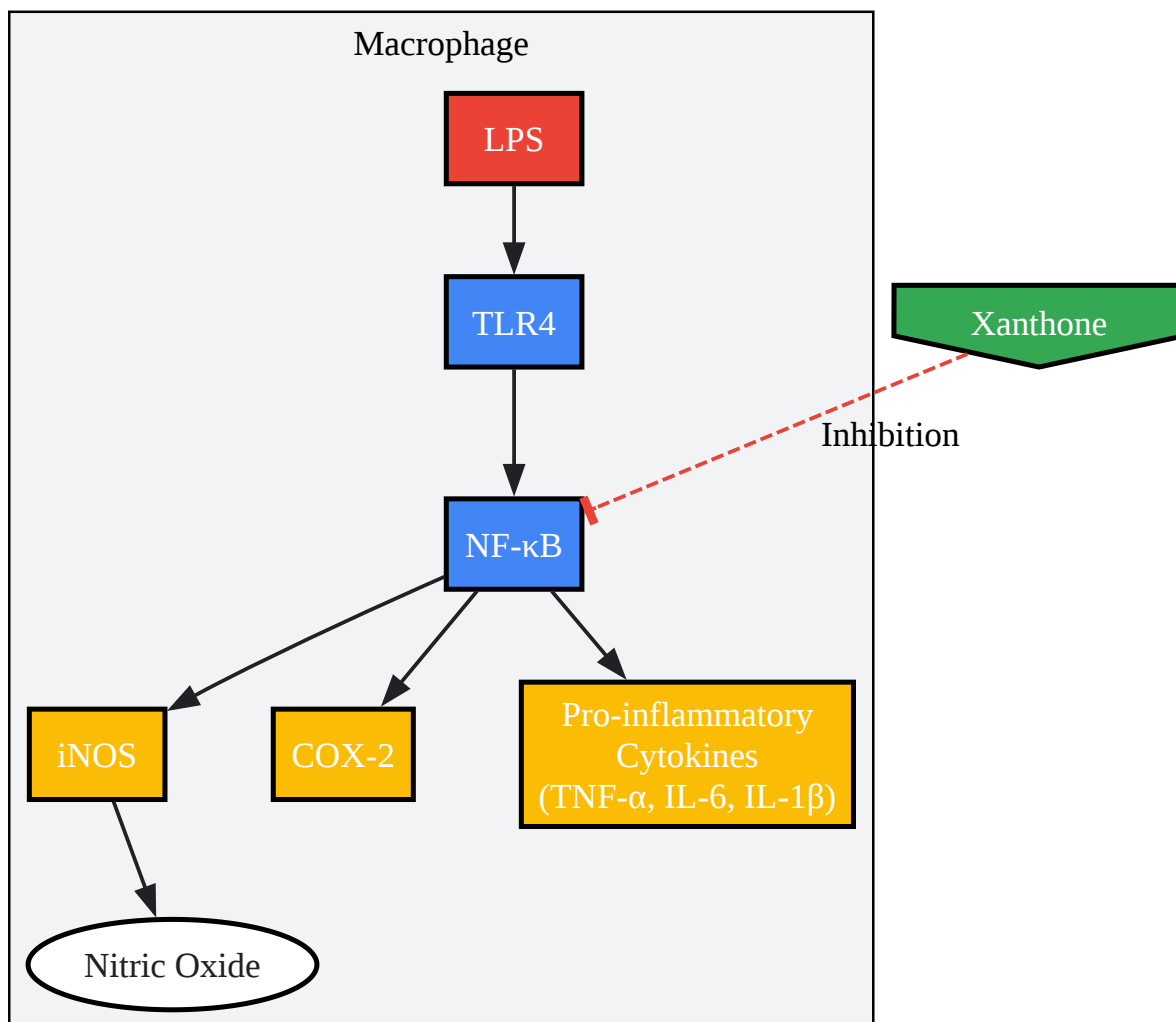 Macrophage
LPS
TLR4
Xanthone
Inhibition
NF-κB
iNOS
COX-2
Pro-inflammatory
Cytokines
(TNF-α, IL-6, IL-1β)
Nitric Oxide